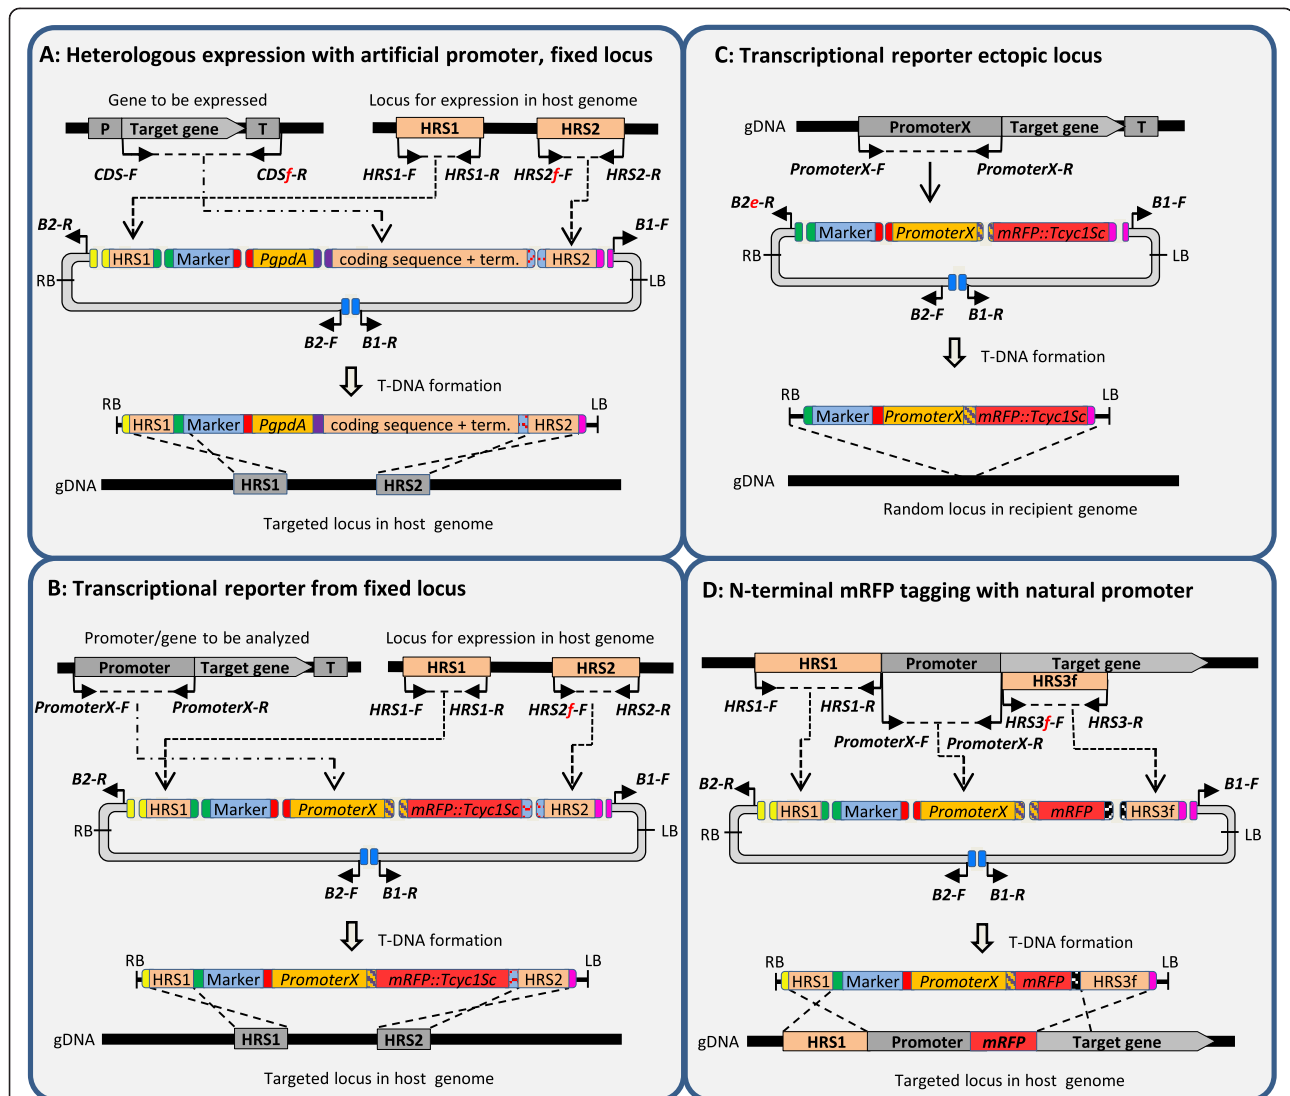 A: Heterologous expression with artificial promoter, fixed locus
Gene to be expressed
Locus for expression in host genome
P Target gene T
HRS1 HRS2
CDS-F CDSf-R
HRS1-F HRS1-R HRS2f-F HRS2-R
B2-R B1-F
HRS1 Marker PgpdA coding sequence + term. HRS2
RB LB
B2-F B1-R
T-DNA formation
RB LB
HRS1 Marker PgpdA coding sequence + term. HRS2
gDNA HRS1 HRS2
Targeted locus in host genome
B: Transcriptional reporter from fixed locus
Promoter/gene to be analyzed
Locus for expression in host genome
Promoter Target gene T
HRS1 HRS2
PromoterX-F PromoterX-R
HRS1-F HRS1-R HRS2f-F HRS2-R
B2-R B1-F
HRS1 Marker PromoterX mRFP::Tcyc1Sc HRS2
RB LB
B2-F B1-R
T-DNA formation
RB LB
HRS1 Marker PromoterX mRFP::Tcyc1Sc HRS2
gDNA HRS1 HRS2
Targeted locus in host genome
C: Transcriptional reporter ectopic locus
gDNA PromoterX Target gene T
PromoterX-F PromoterX-R
B2e-R B1-F
Marker PromoterX mRFP::Tcyc1Sc
RB LB
B2-F B1-R
T-DNA formation
RB LB
Marker PromoterX mRFP::Tcyc1Sc
gDNA
Random locus in recipient genome
D: N-terminal mRFP tagging with natural promoter
HRS1 Promoter Target gene
HRS3f
HRS1-F HRS1-R HRS3f-F HRS3-R
PromoterX-F PromoterX-R
B2-R B1-F
HRS1 Marker PromoterX mRFP HRS3f
RB LB
B2-F B1-R
T-DNA formation
RB LB
HRS1 Marker PromoterX mRFP HRS3f
gDNA HRS1 Promoter mRFP Target gene
Targeted locus in host genome